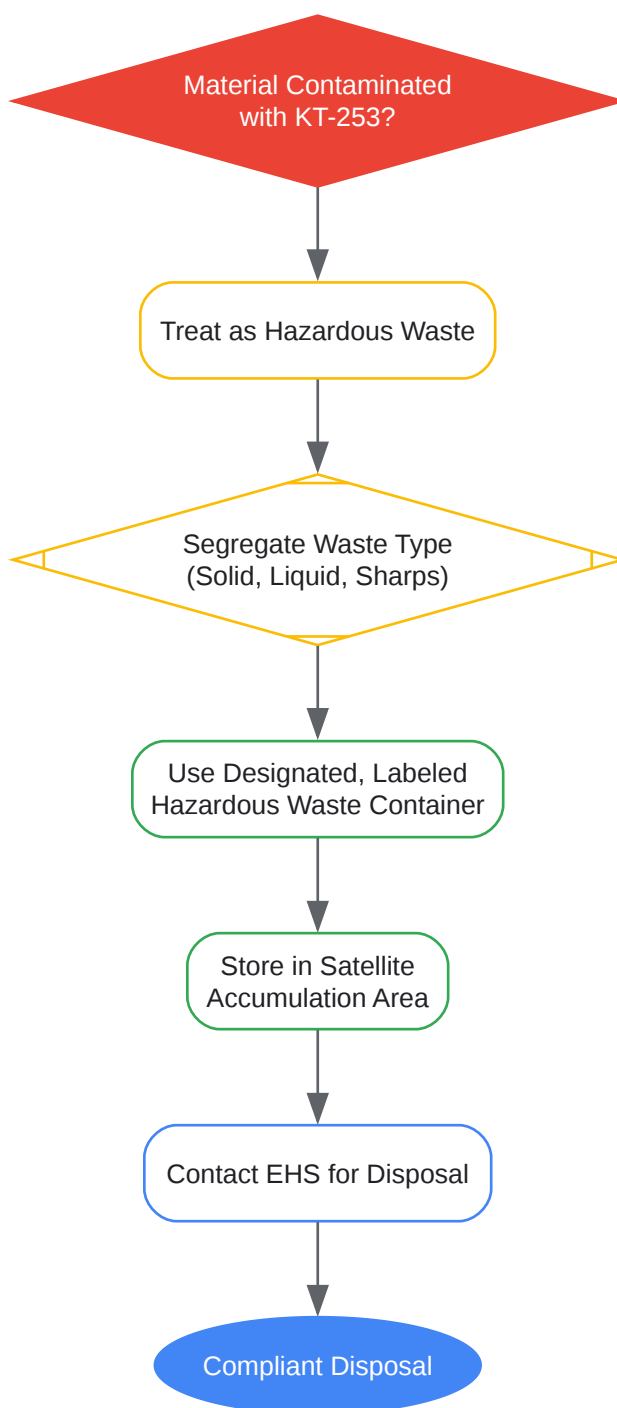 Material Contaminated
with KT-253?
Treat as Hazardous Waste
Segregate Waste Type
(Solid, Liquid, Sharps)
Use Designated, Labeled
Hazardous Waste Container
Store in Satellite
Accumulation Area
Contact EHS for Disposal
Compliant Disposal